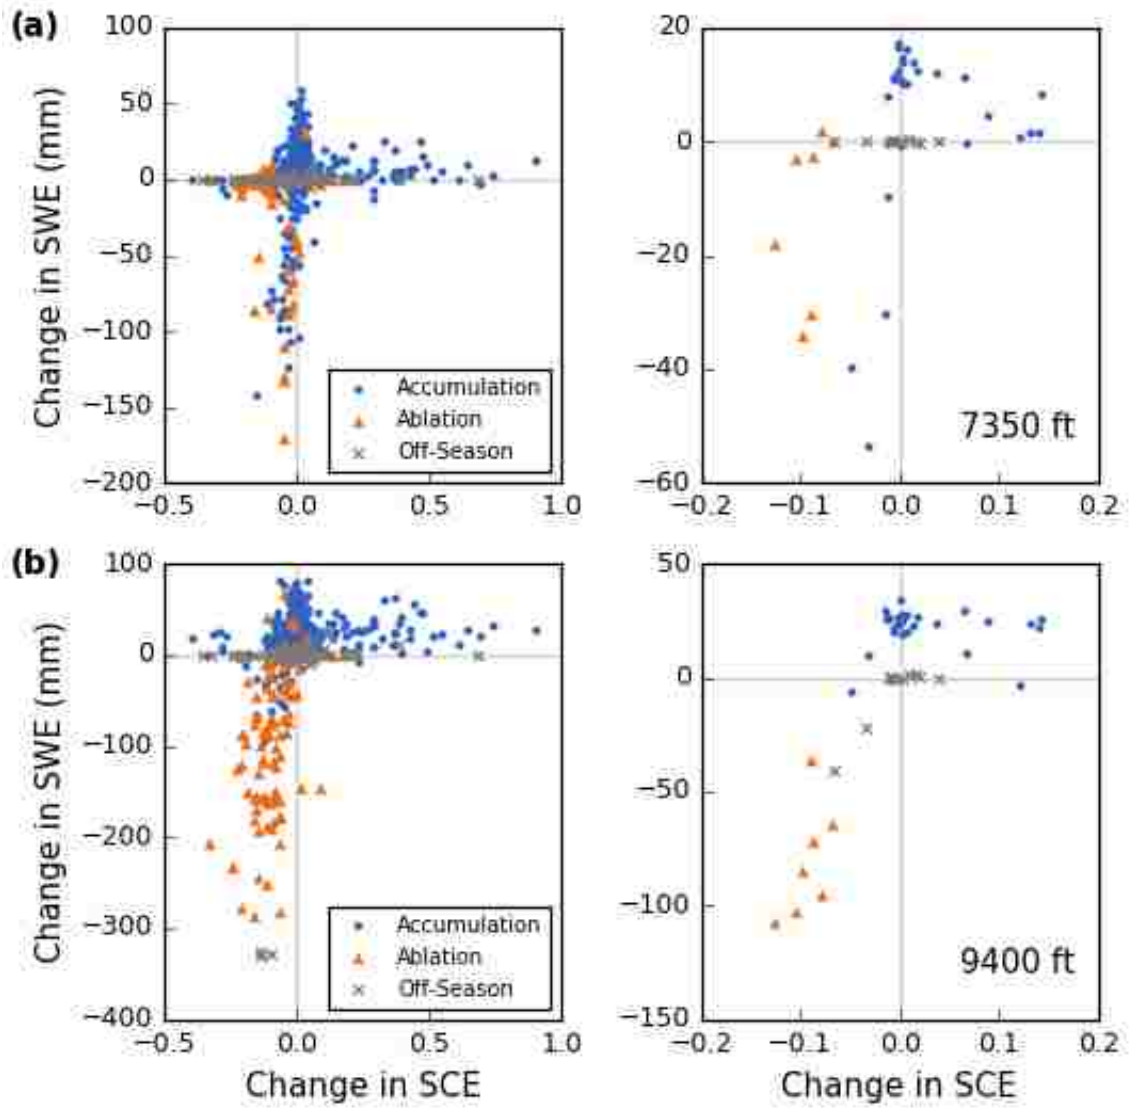 (a)
100
50
0
−50
−100
−150
−200
Change in SWE (mm)
−0.5 0.0 0.5 1.0
Accumulation
Ablation
Off-Season
20
0
−20
−40
−60
−0.2 −0.1 0.0 0.1 0.2
7350 ft
(b)
100
0
−100
−200
−300
−400
Change in SWE (mm)
−0.5 0.0 0.5 1.0
Change in SCE
Accumulation
Ablation
Off-Season
50
0
−50
−100
−150
−0.2 −0.1 0.0 0.1 0.2
Change in SCE
9400 ft